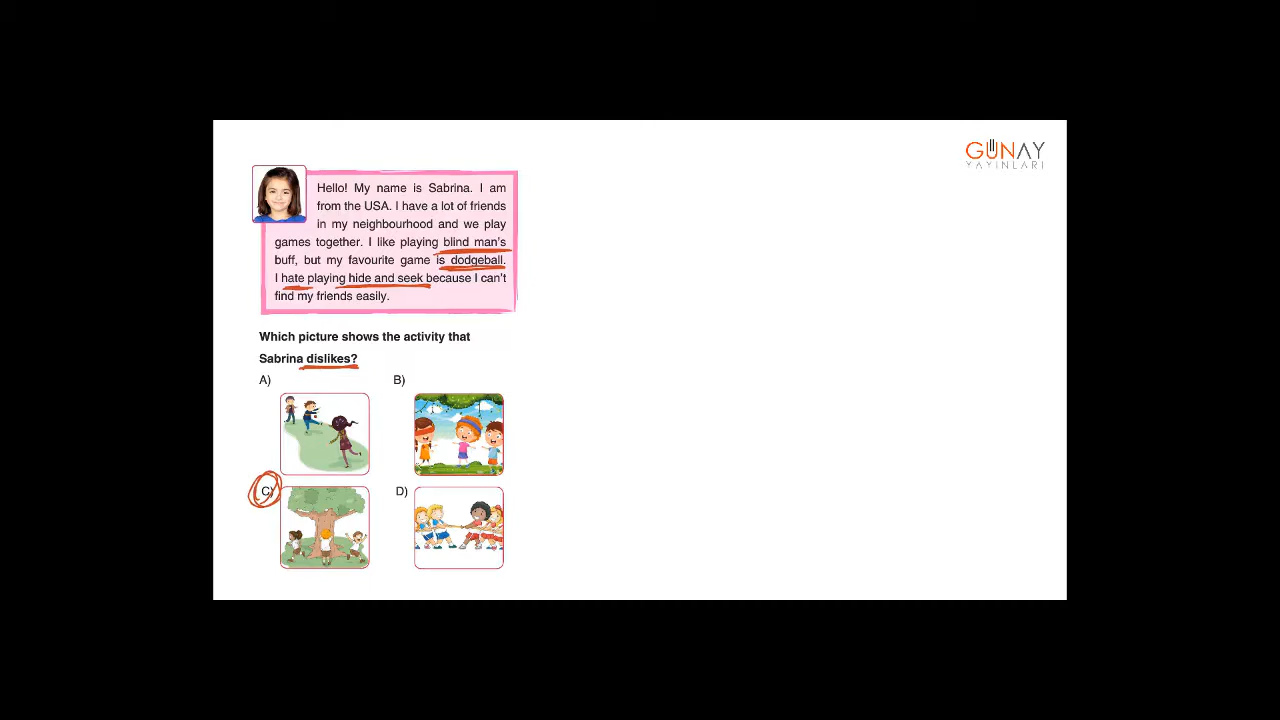 GÜNAY
YAYINLARI
Hello! My name is Sabrina. I am
from the USA. I have a lot of friends
in my neighbourhood and we play
games together. I like playing blind man's
buff, but my favourite game is dodgeball.
I hate playing hide and seek because I can't
find my friends easily.
Which picture shows the activity that
Sabrina dislikes?
A)
B)
C)
D)